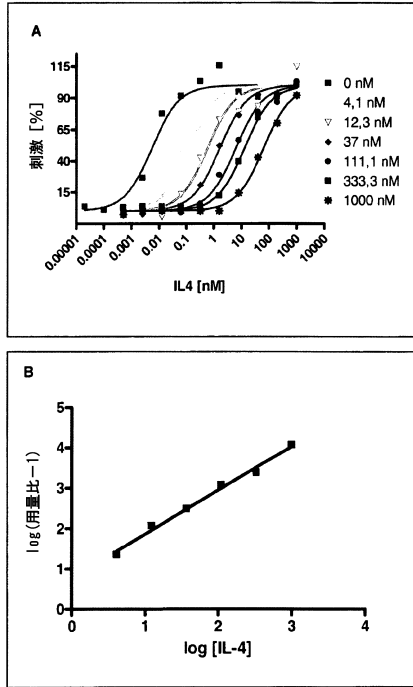 A
115
90
65
40
15
刺激 [%]
0.00001
0.0001
0.001
0.01
0.1
1
10
100
1000
10000
IL4 [nM]
0 nM
4,1 nM
12,3 nM
37 nM
111,1 nM
333,3 nM
1000 nM
B
5
4
3
2
1
0
log(用量比−1)
0
1
2
3
4
log [IL-4]